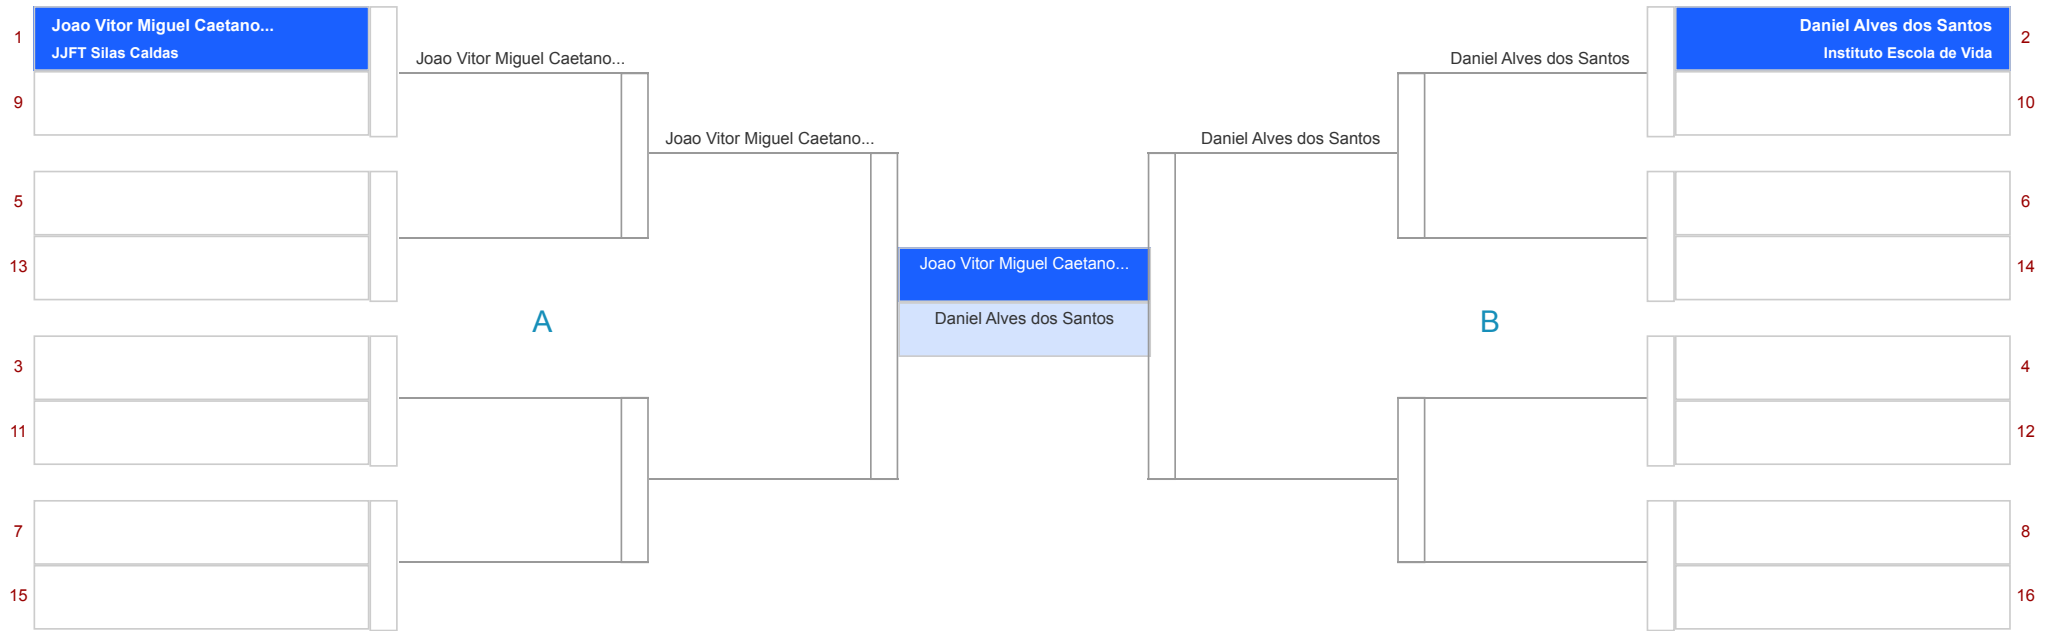 1
Joao Vitor Miguel Caetano...
JJFT Silas Caldas
9
5
13
3
11
7
15
Joao Vitor Miguel Caetano...
Joao Vitor Miguel Caetano...
A
Joao Vitor Miguel Caetano...
Daniel Alves dos Santos
Daniel Alves dos Santos
Daniel Alves dos Santos
B
Daniel Alves dos Santos
Instituto Escola de Vida
2
10
6
14
4
12
8
16